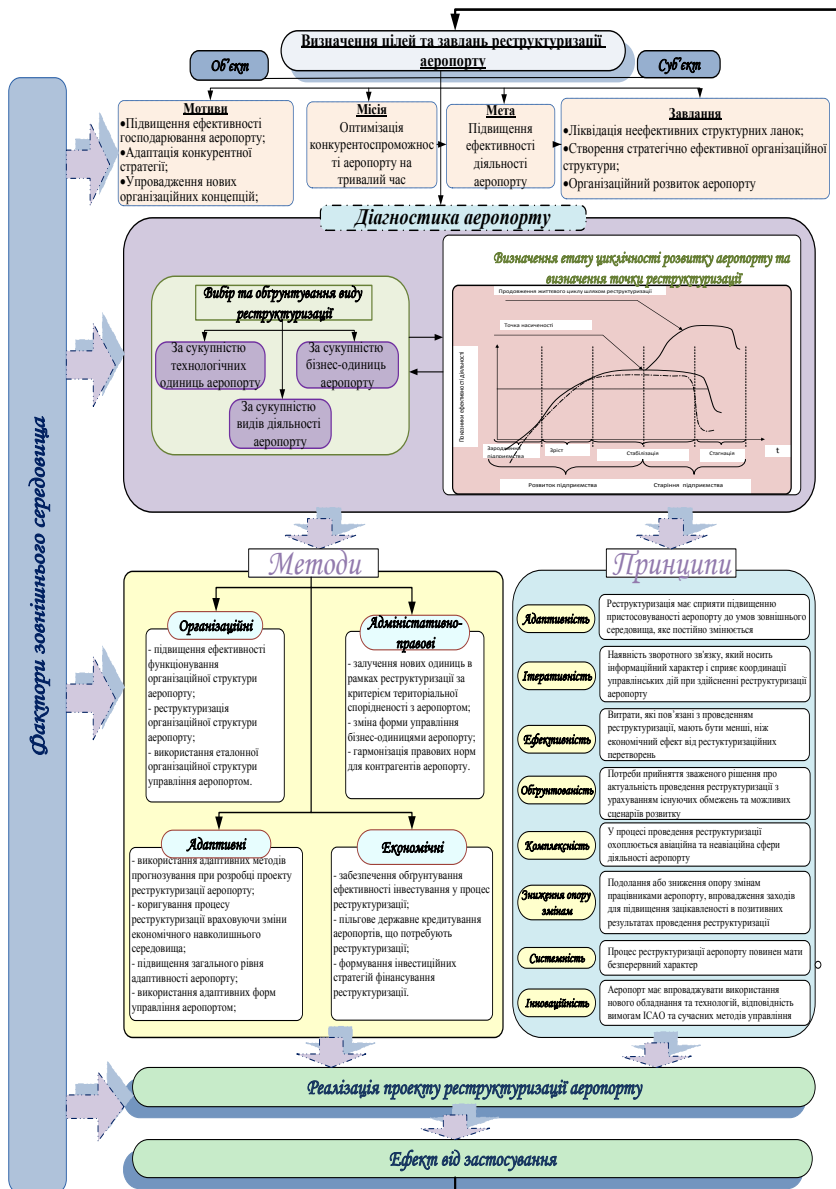 Визначення цілей та завдань реструктуризації
аеропорту
Об'єкт
Суб'єкт
Мотиви
•Підвищення ефективності
господарювання аеропорту;
•Адаптація конкурентної
стратегії;
•Упровадження нових
організаційних концепцій;
Місія
Оптимізація
конкурентоспроможнос
ті аеропорту на
тривалий час
Мета
Підвищення
ефективності
діяльності
аеропорту
Завдання
•Ліквідація неефективних структурних ланок;
•Створення стратегічно ефективної організаційної
структури;
•Організаційний розвиток аеропорту
Фактори зовнішнього середовища
Діагностика аеропорту
Вибір та обґрунтування виду
реструктуризації
За сукупністю
технологічних
одиниць аеропорту
За сукупністю
бізнес-одиниць
аеропорту
За сукупністю
видів діяльності
аеропорту
Визначення етапу циклічності розвитку аеропорту та
визначення точки реструктуризації
Продовження життєвого циклу шляхом реструктуризації
Точка насиченості
Показники ефективності діяльності
Зародження
підприємства
Зріст
Стабілізація
Стагнація
t
Розвиток підприємства
Старіння підприємства
Методи
Організаційні
- підвищення ефективності
функціонування
організаційної структури
аеропорту;
- реструктуризація
організаційної структури
аеропорту;
- використання еталонної
організаційної структури
управління аеропортом.
Адміністативно-
правові
- залучення нових одиниць в
рамках реструктуризації за
критерієм територіальної
спорідненості з аеропортом;
- зміна форми управління
бізнес-одиницями аеропорту;
- гармонізація правових норм
для контрагентів аеропорту.
Адаптивні
- використання адаптивних методів
прогнозування при розробці проекту
реструктуризації аеропорту;
- коригування процесу
реструктуризації враховуючи зміни
економічного навколишнього
середовища;
- підвищення загального рівня
адаптивності аеропорту;
- використання адаптивних форм
управління аеропортом;
Економічні
- забезпечення обґрунтування
ефективності інвестування у процес
реструктуризації;
- пільгове державне кредитування
аеропортів, що потребують
реструктуризації;
- формування інвестиційних
стратегій фінансування
реструктуризації.
Принципи
Адаптивність
Реструктуризація має сприяти підвищенню
пристосованості аеропорту до умов зовнішнього
середовища, яке постійно змінюється
Ітеративність
Наявність зворотного зв'язку, який носить
інформаційний характер і сприяє координації
управлінських дій при здійсненні реструктуризації
аеропорту
Ефективність
Витрати, які пов'язані з проведенням
реструктуризації, мають бути менші, ніж
економічний ефект від рестуктуризаційних
перетворень
Обґрунтованість
Потреби прийняття зваженого рішення про
актуальність проведення реструктуризації з
урахуванням існуючих обмежень та можливих
сценаріїв розвитку
Комплексність
У процесі проведення реструктуризації
охоплюється авіаційна та неавіаційна сфери
діяльності аеропорту
Зниження опору
змінам
Подолання або зниження опору змінам
працівниками аеропорту, впровадження заходів
для підвищення зацікавленості в позитивних
результатах проведення реструктуризації
Системність
Процес реструктуризації аеропорту повинен мати
безперервний характер
Інноваційність
Аеропорт має впроваджувати використання
нового обладнання та технологій, відповідність
вимогам ІСАО та сучасних методів управління
Реалізація проекту реструктуризації аеропорту
Ефект від застосування